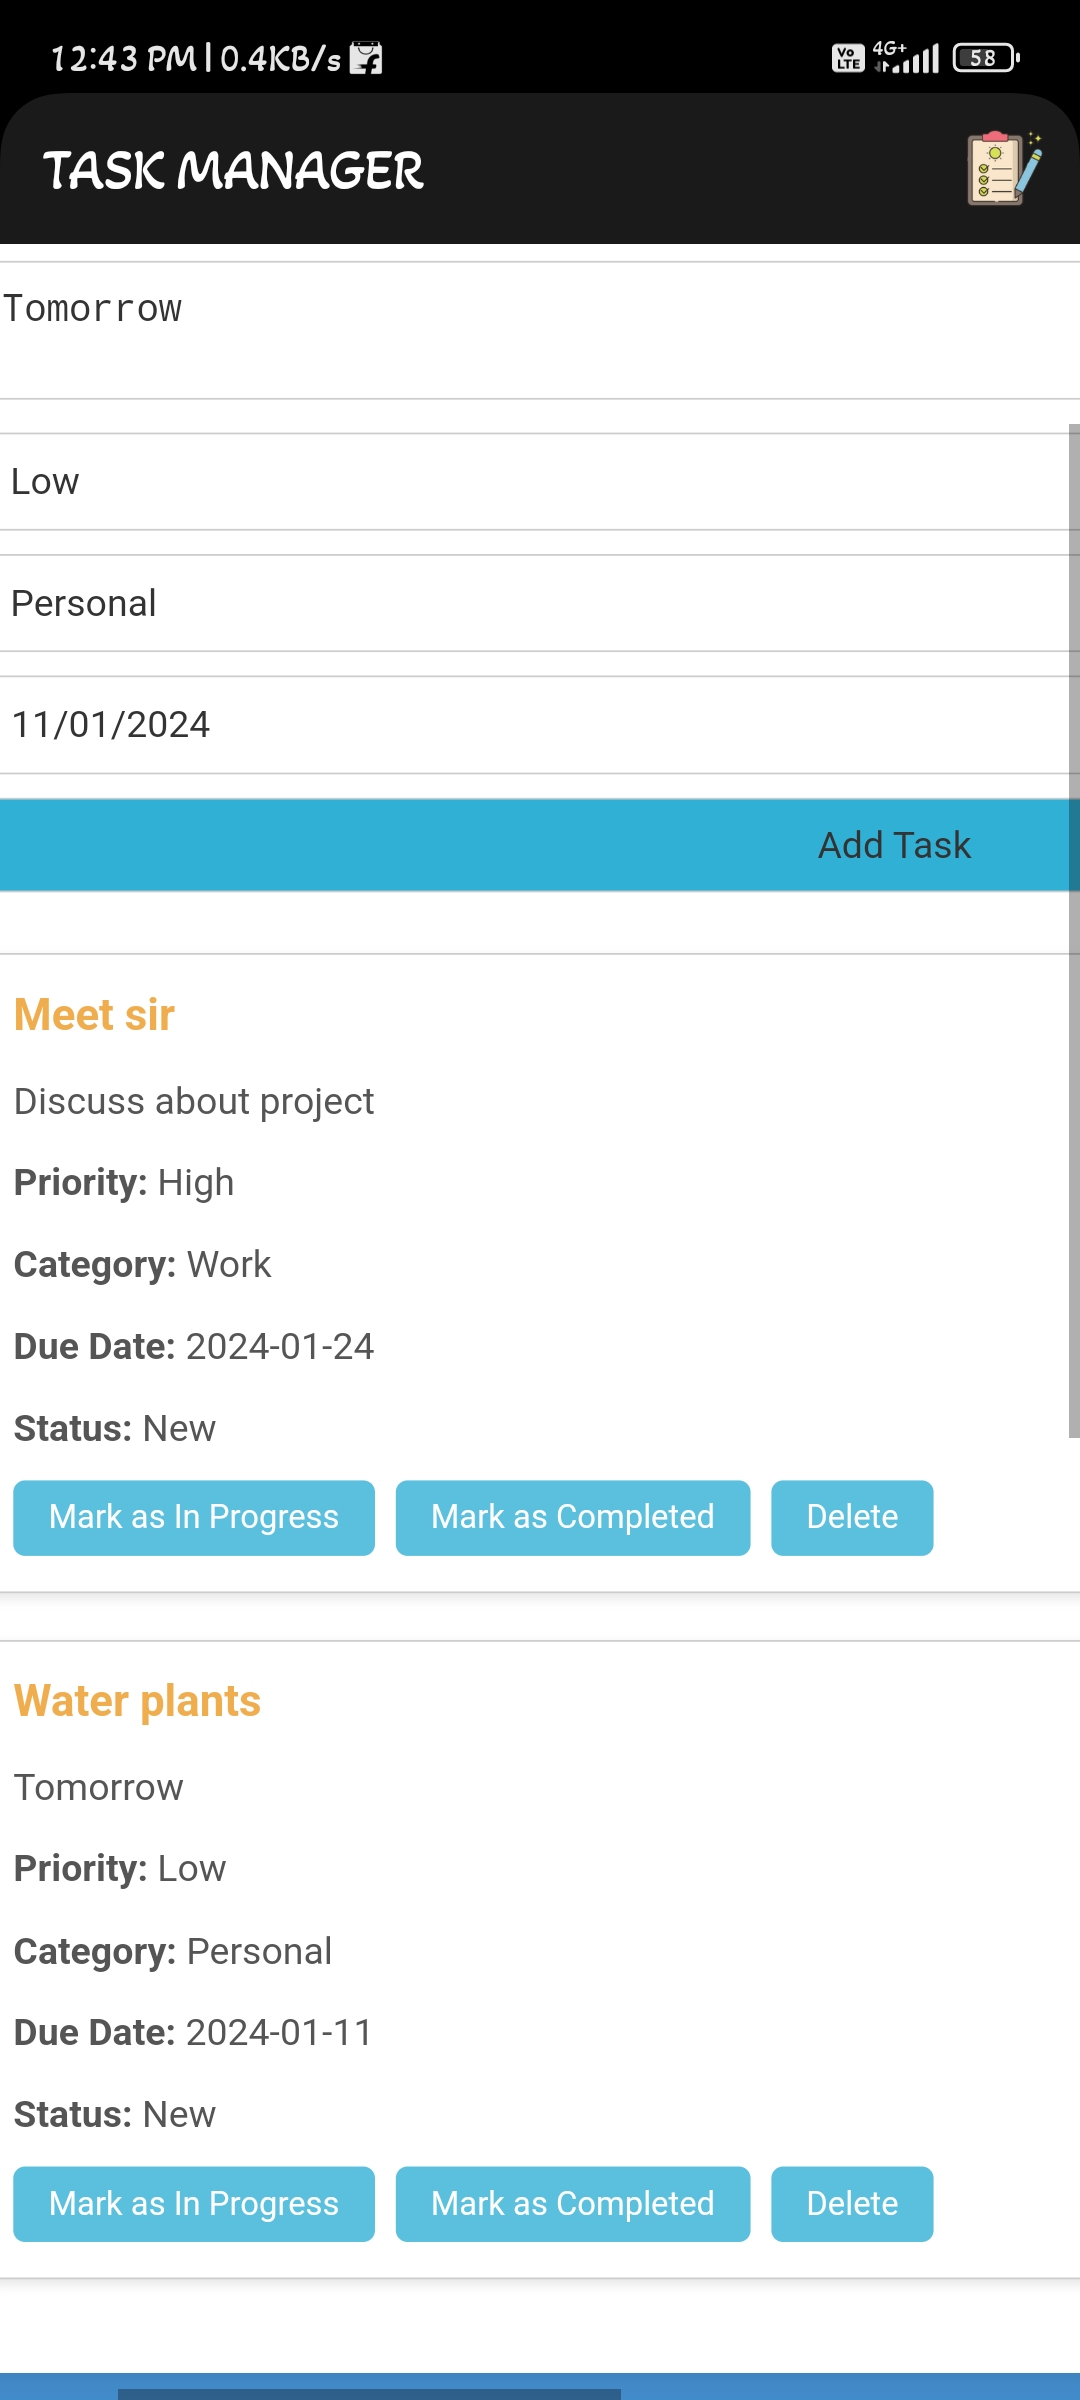 12:43 PM | 0.4KB/s
Vo LTE 4G+ 58
TASK MANAGER
Tomorrow
Low
Personal
11/01/2024
Add Task
Meet sir
Discuss about project
Priority: High
Category: Work
Due Date: 2024-01-24
Status: New
Mark as In Progress Mark as Completed Delete
Water plants
Tomorrow
Priority: Low
Category: Personal
Due Date: 2024-01-11
Status: New
Mark as In Progress Mark as Completed Delete